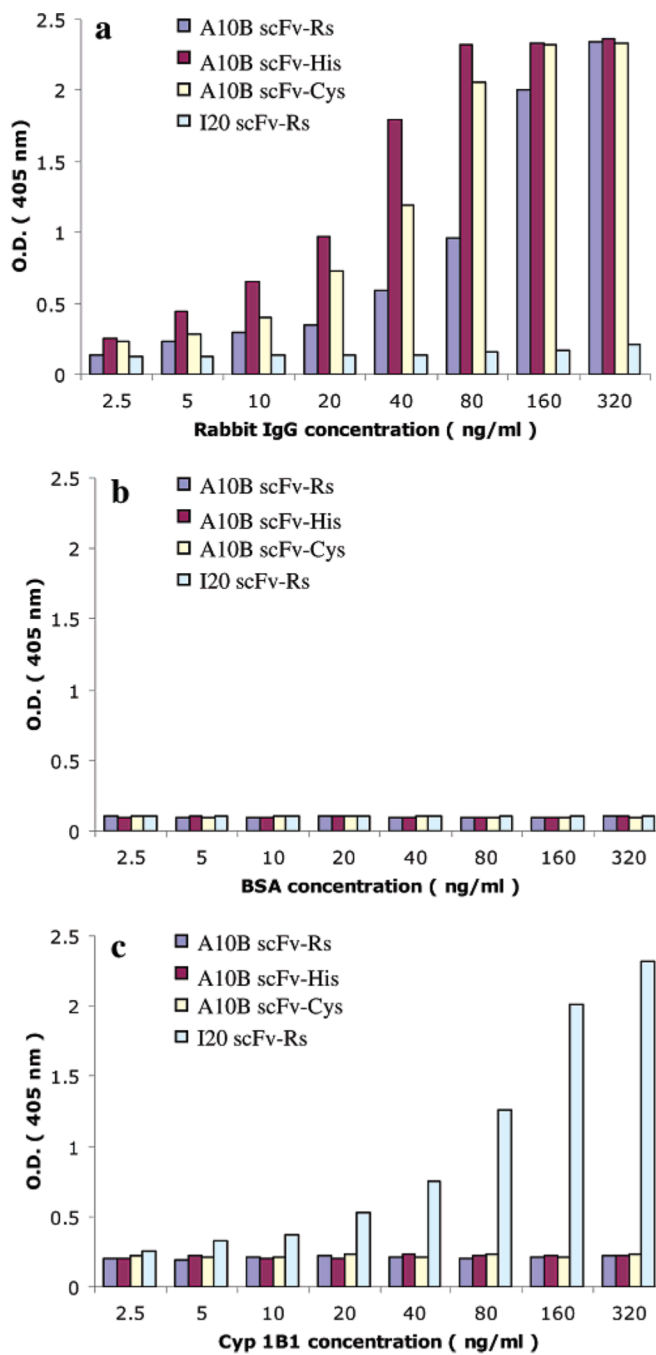 a
A10B scFv-Rs
A10B scFv-His
A10B scFv-Cys
I20 scFv-Rs
O.D. ( 405 nm)
2.5
2
1.5
1
0.5
0
2.5 5 10 20 40 80 160 320
Rabbit IgG concentration ( ng/ml )
b
A10B scFv-Rs
A10B scFv-His
A10B scFv-Cys
I20 scFv-Rs
O.D. ( 405 nm)
2.5
2
1.5
1
0.5
0
2.5 5 10 20 40 80 160 320
BSA concentration ( ng/ml )
c
A10B scFv-Rs
A10B scFv-His
A10B scFv-Cys
I20 scFv-Rs
O.D. ( 405 nm )
2.5
2
1.5
1
0.5
0
2.5 5 10 20 40 80 160 320
Cyp 1B1 concentration ( ng/ml )